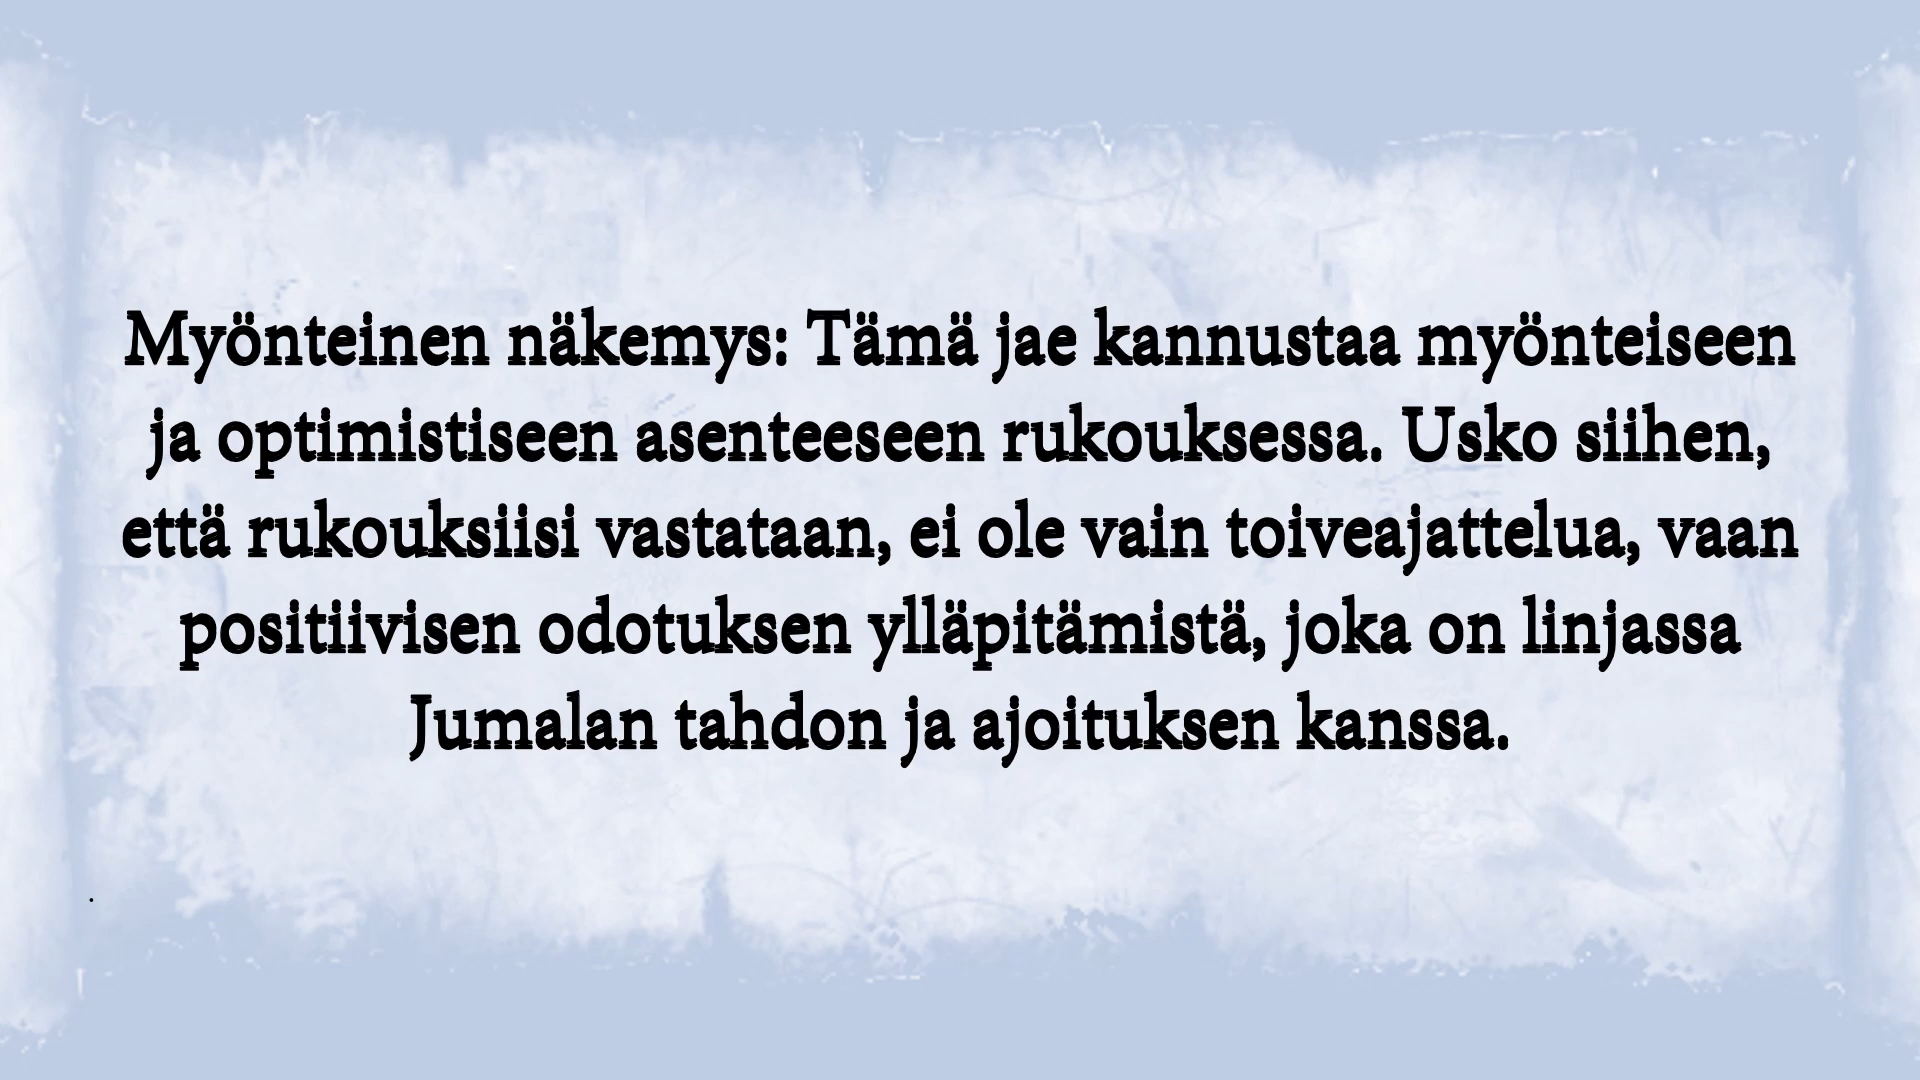 Myönteinen näkemys: Tämä jae kannustaa myönteiseen
ja optimistiseen asenteeseen rukouksessa. Usko siihen,
että rukouksiisi vastataan, ei ole vain toiveajattelua, vaan
positiivisen odotuksen ylläpitämistä, joka on linjassa
Jumalan tahdon ja ajoituksen kanssa.
.